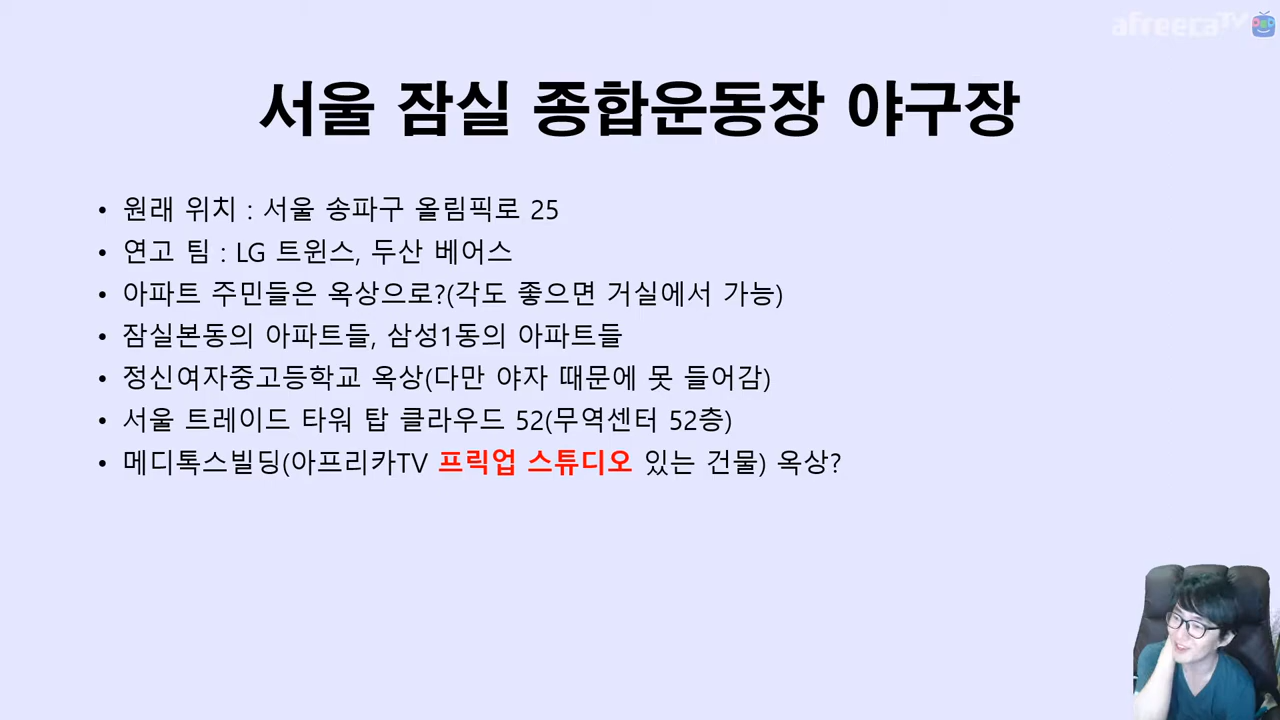 afreecaTV
서울 잠실 종합운동장 야구장
• 원래 위치 : 서울 송파구 올림픽로 25
• 연고 팀 : LG 트윈스, 두산 베어스
• 아파트 주민들은 옥상으로?(각도 좋으면 거실에서 가능)
• 잠실본동의 아파트들, 삼성1동의 아파트들
• 정신여자중고등학교 옥상(다만 야자 때문에 못 들어감)
• 서울 트레이드 타워 탑 클라우드 52(무역센터 52층)
• 메디톡스빌딩(아프리카TV 프릭업 스튜디오 있는 건물) 옥상?